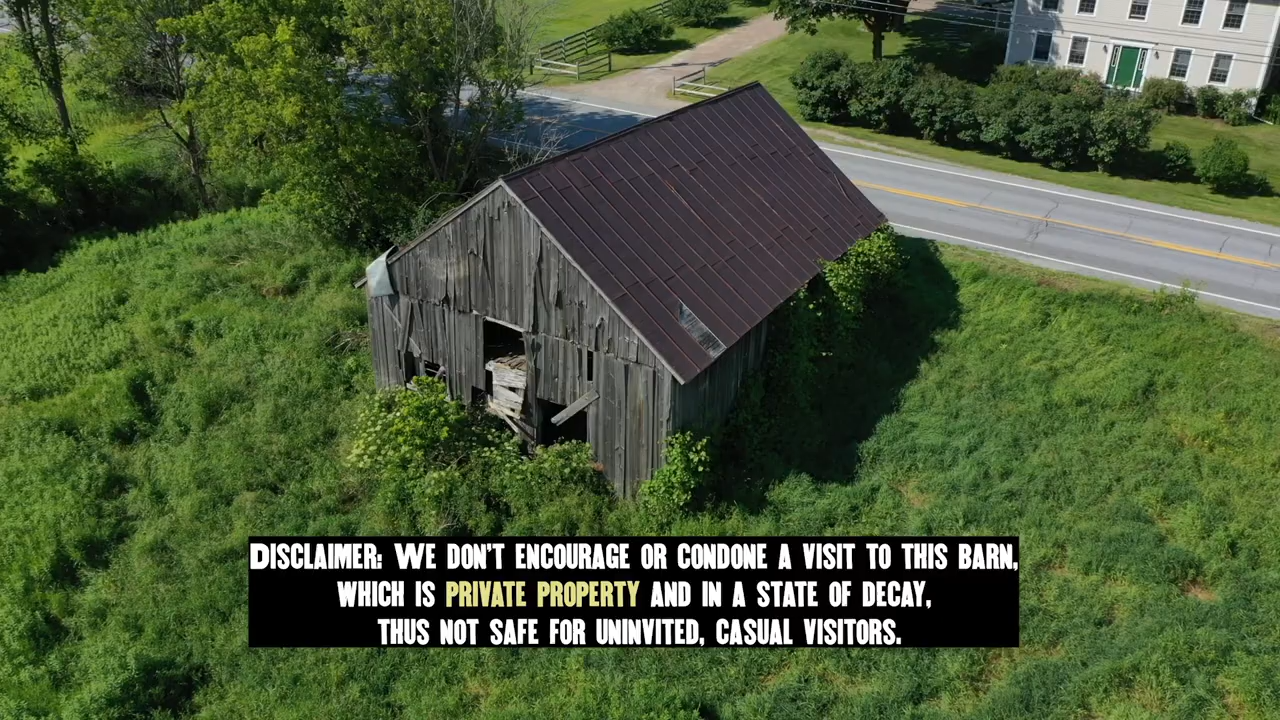 Disclaimer: We don't encourage or condone a visit to this barn,
which is private property and in a state of decay,
thus not safe for uninvited, casual visitors.